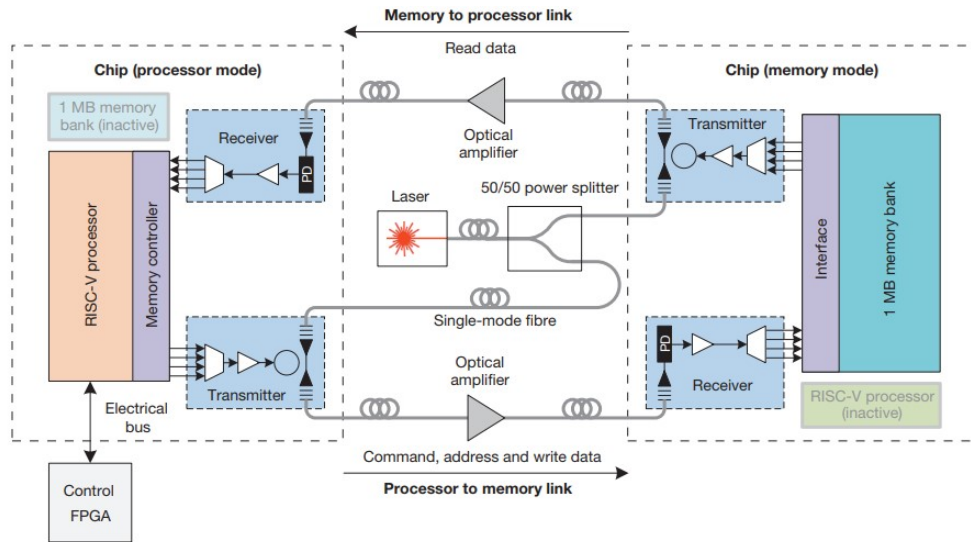 Memory to processor link
Read data
Chip (processor mode)
1 MB memory
bank (inactive)
Receiver
PD
RISC-V processor
Memory controller
Transmitter
Electrical
bus
Control
FPGA
Optical
amplifier
Laser
50/50 power splitter
Single-mode fibre
Optical
amplifier
Command, address and write data
Processor to memory link
Chip (memory mode)
Transmitter
Interface
1 MB memory bank
PD
Receiver
RISC-V processor
(inactive)